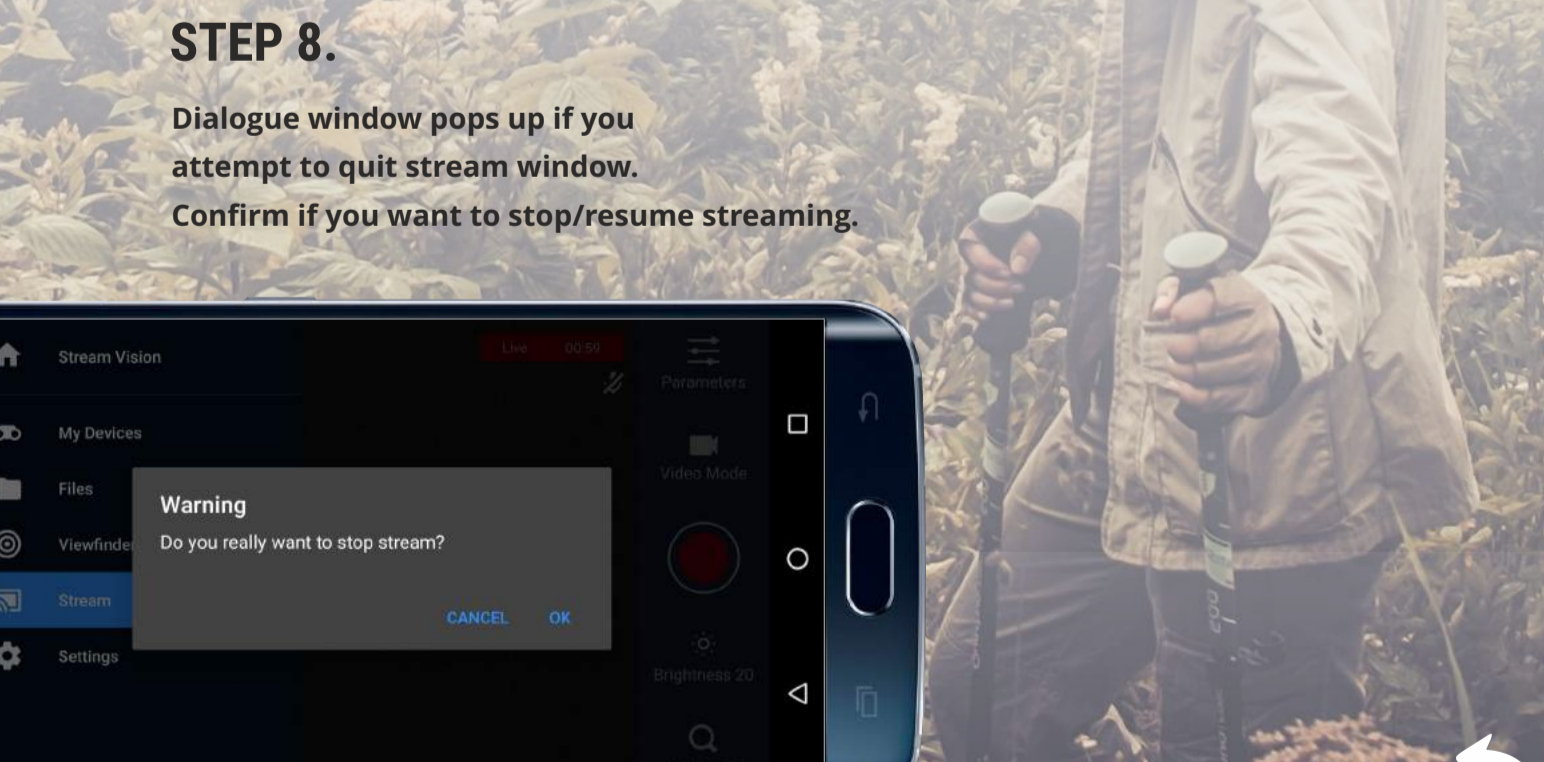 STEP 8.
Dialogue window pops up if you
attempt to quit stream window.
Confirm if you want to stop/resume streaming.
Stream Vision
Live 00:59
Parameters
My Devices
Video Mode
Files
Warning
Viewfinder
Do you really want to stop stream?
Stream
CANCEL OK
Settings
Brightness 20